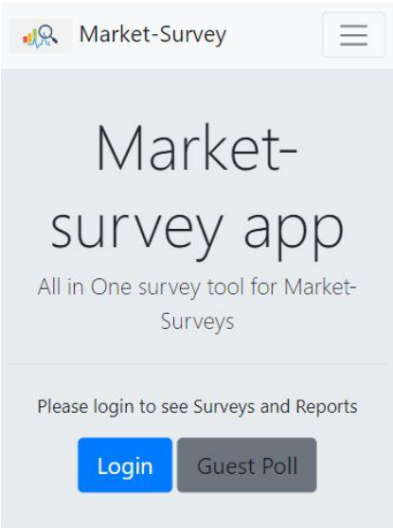 Market-Survey
Market-
survey app
All in One survey tool for Market-
Surveys
Please login to see Surveys and Reports
Login
Guest Poll